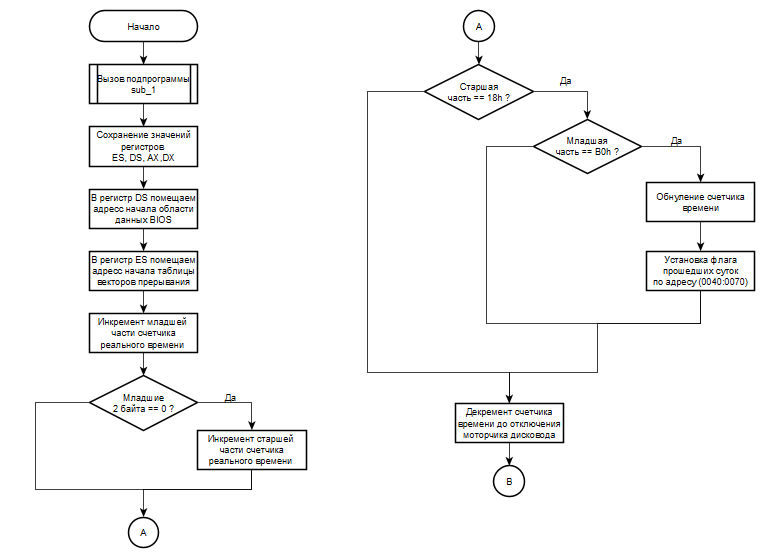 Начало
Вызов подпрограммы
sub_1
Сохранение значений
регистров
ES, DS, AX ,DX
В регистр DS помещаем
адресс начала области
данных BIOS
В регистр ES помещаем
адресс начала таблицы
векторов прерывания
Инкремент младшей
части счетчика
реального времени
Младшие
2 байта == 0 ?
Да
Инкремент старшей
части счетчика
реального времени
A
A
Старшая
часть == 18h ?
Да
Младшая
часть == B0h ?
Да
Обнуление счетчика
времени
Установка флага
прошедших суток
по адресу (0040:0070)
Декремент счетчика
времени до отключения
моторчика дисковода
B